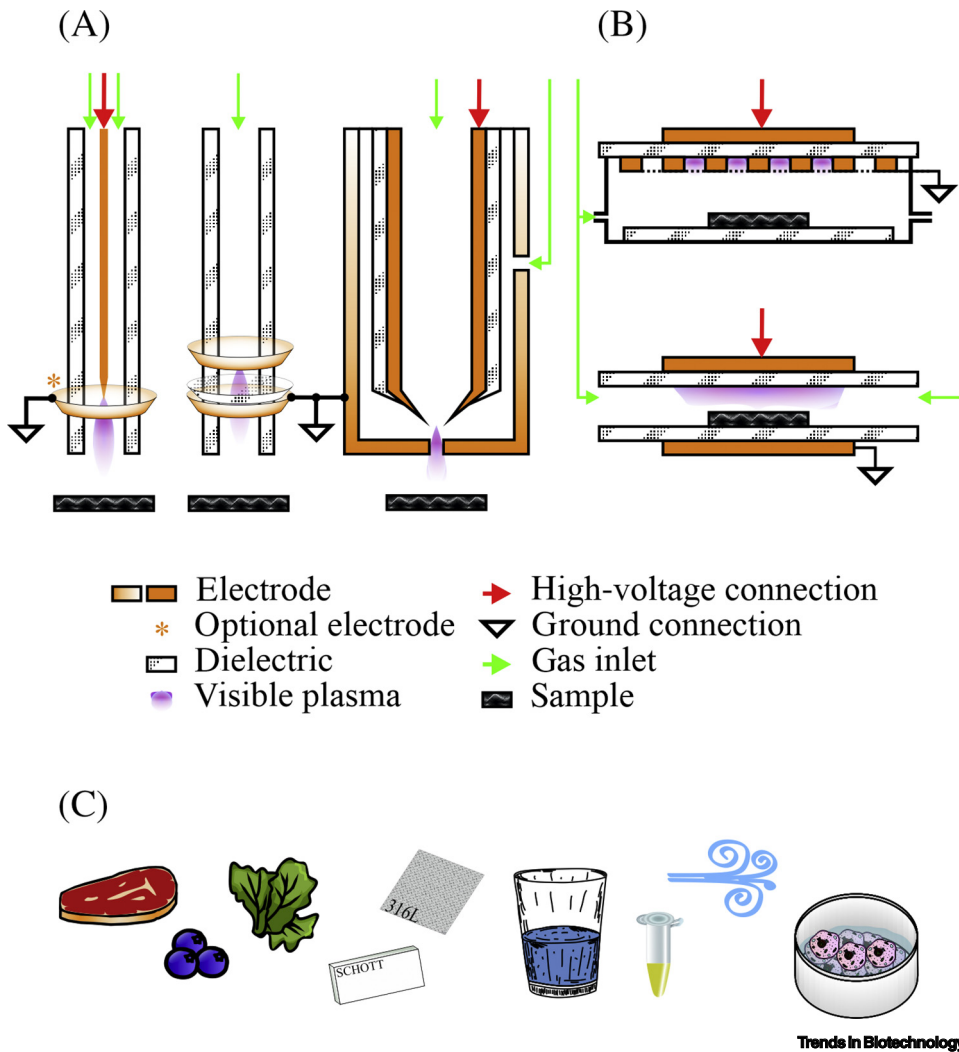 (A)
(B)
*
Electrode
High-voltage connection
* Optional electrode
Ground connection
Dielectric
Gas inlet
Visible plasma
Sample
(C)
316L
SCHOTT
Trends in Biotechnology